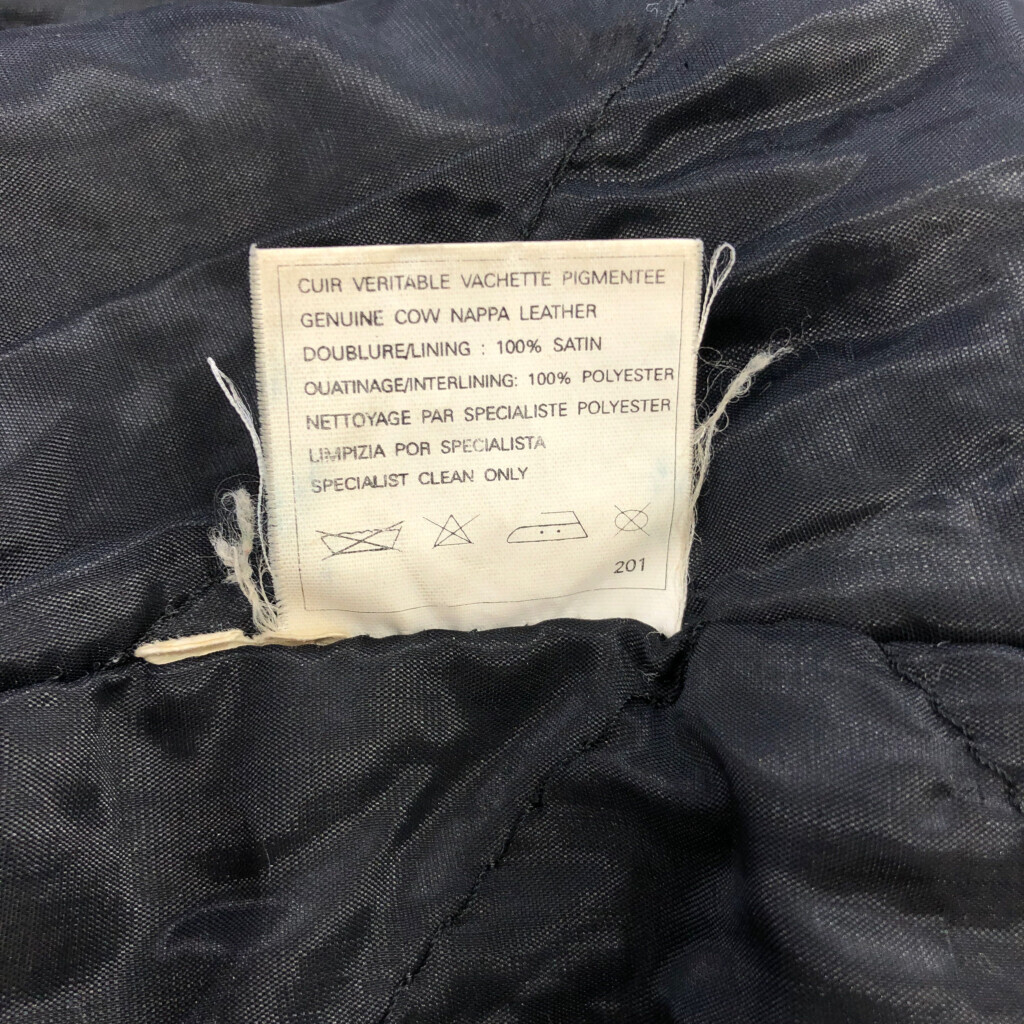 CUIR VERITABLE VACHETTE PIGMENTEE
GENUINE COW NAPPA LEATHER
DOUBLURE/LINING : 100% SATIN
OUATINAGE/INTERLINING: 100% POLYESTER
NETTOYAGE PAR SPECIALISTE POLYESTER
LIMPIZIA POR SPECIALISTA
SPECIALIST CLEAN ONLY
201